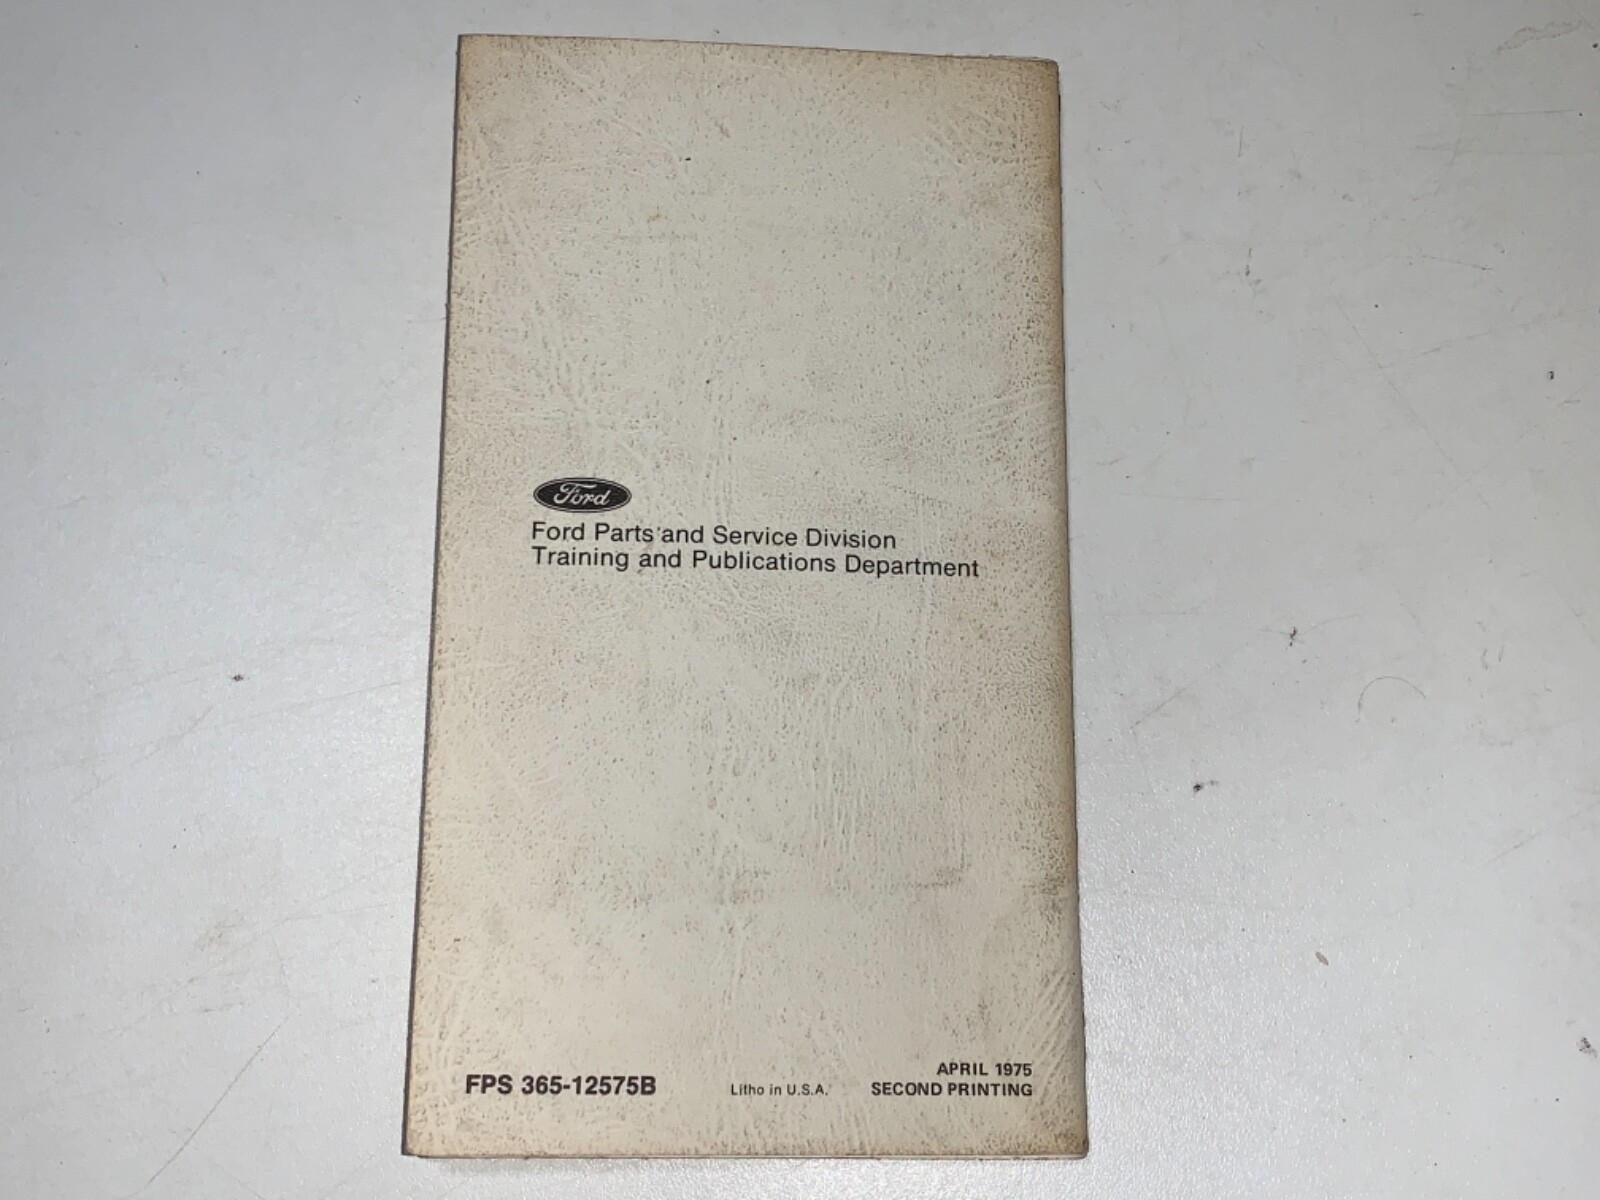 Ford
Ford Parts and Service Division
Training and Publications Department
FPS 365-12575B
Litho in U.S.A.
APRIL 1975
SECOND PRINTING